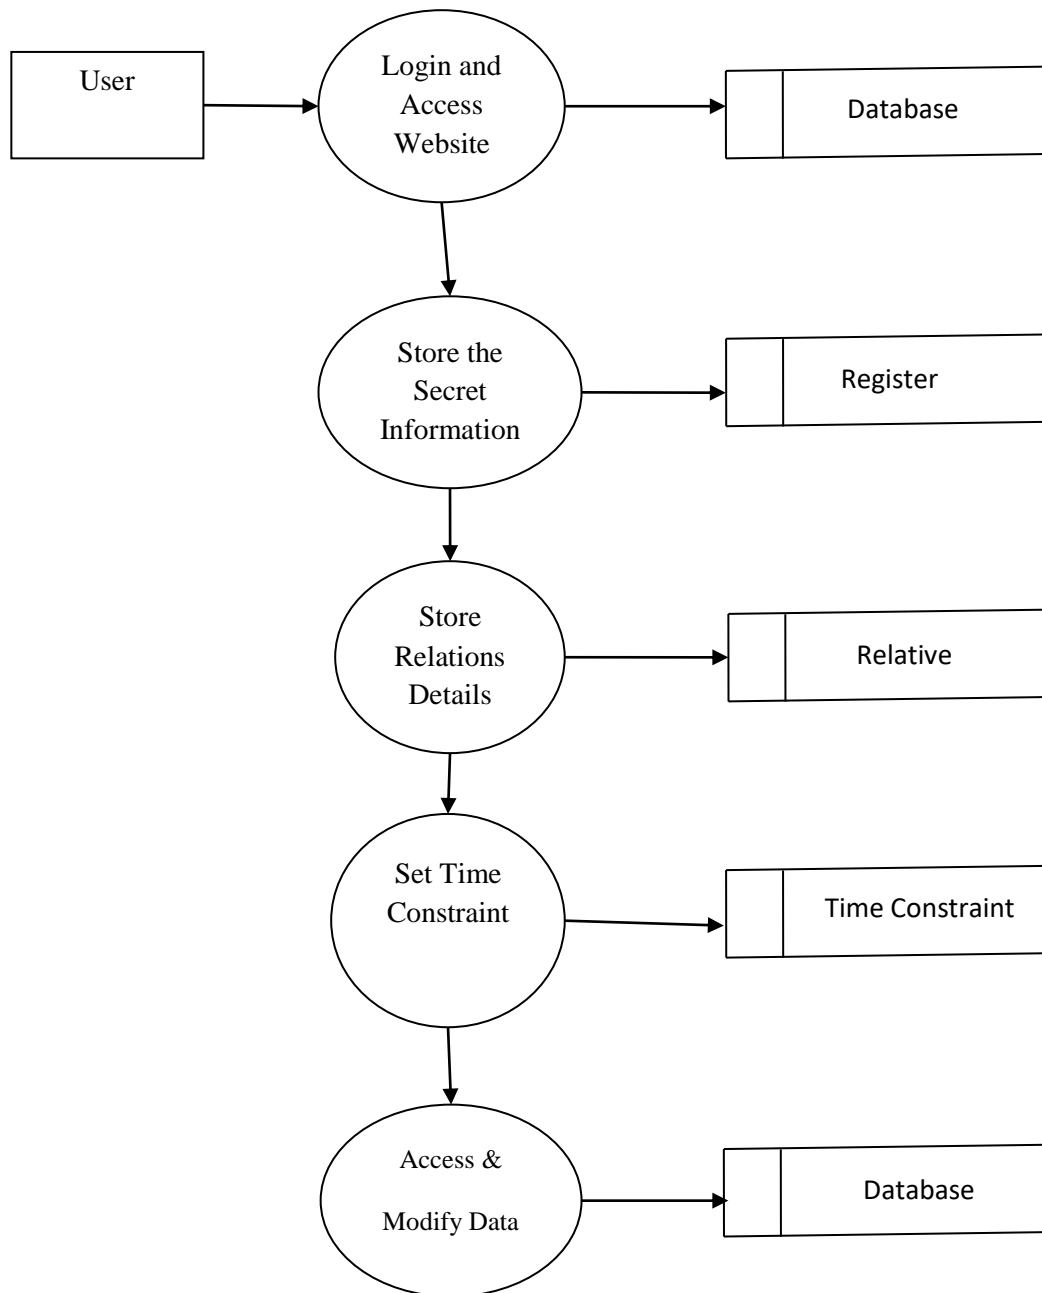 User
Login and
Access
Website
Database
Store the
Secret
Information
Register
Store
Relations
Details
Relative
Set Time
Constraint
Time Constraint
Access &
Modify Data
Database